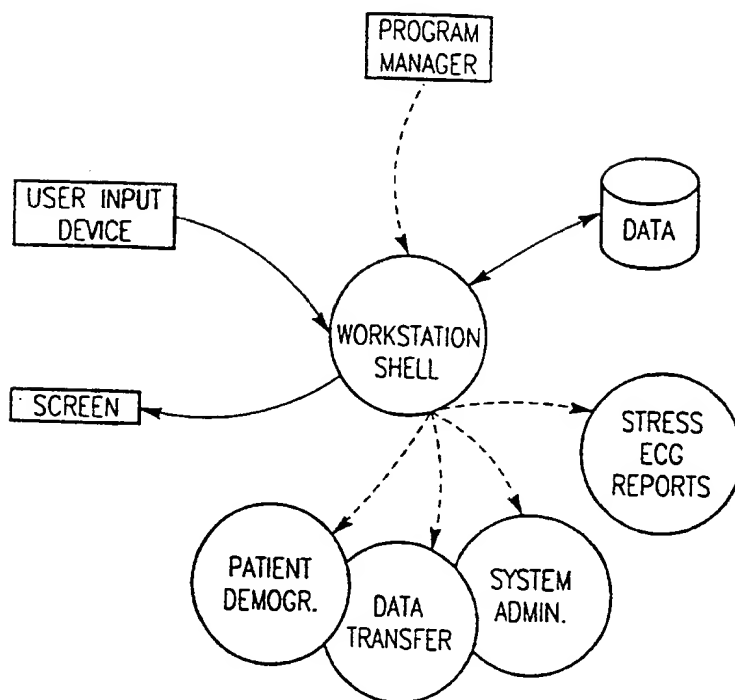 PROGRAM
MANAGER
USER INPUT
DEVICE
DATA
WORKSTATION
SHELL
SCREEN
STRESS
ECG
REPORTS
PATIENT
DEMOGR.
DATA
TRANSFER
SYSTEM
ADMIN.